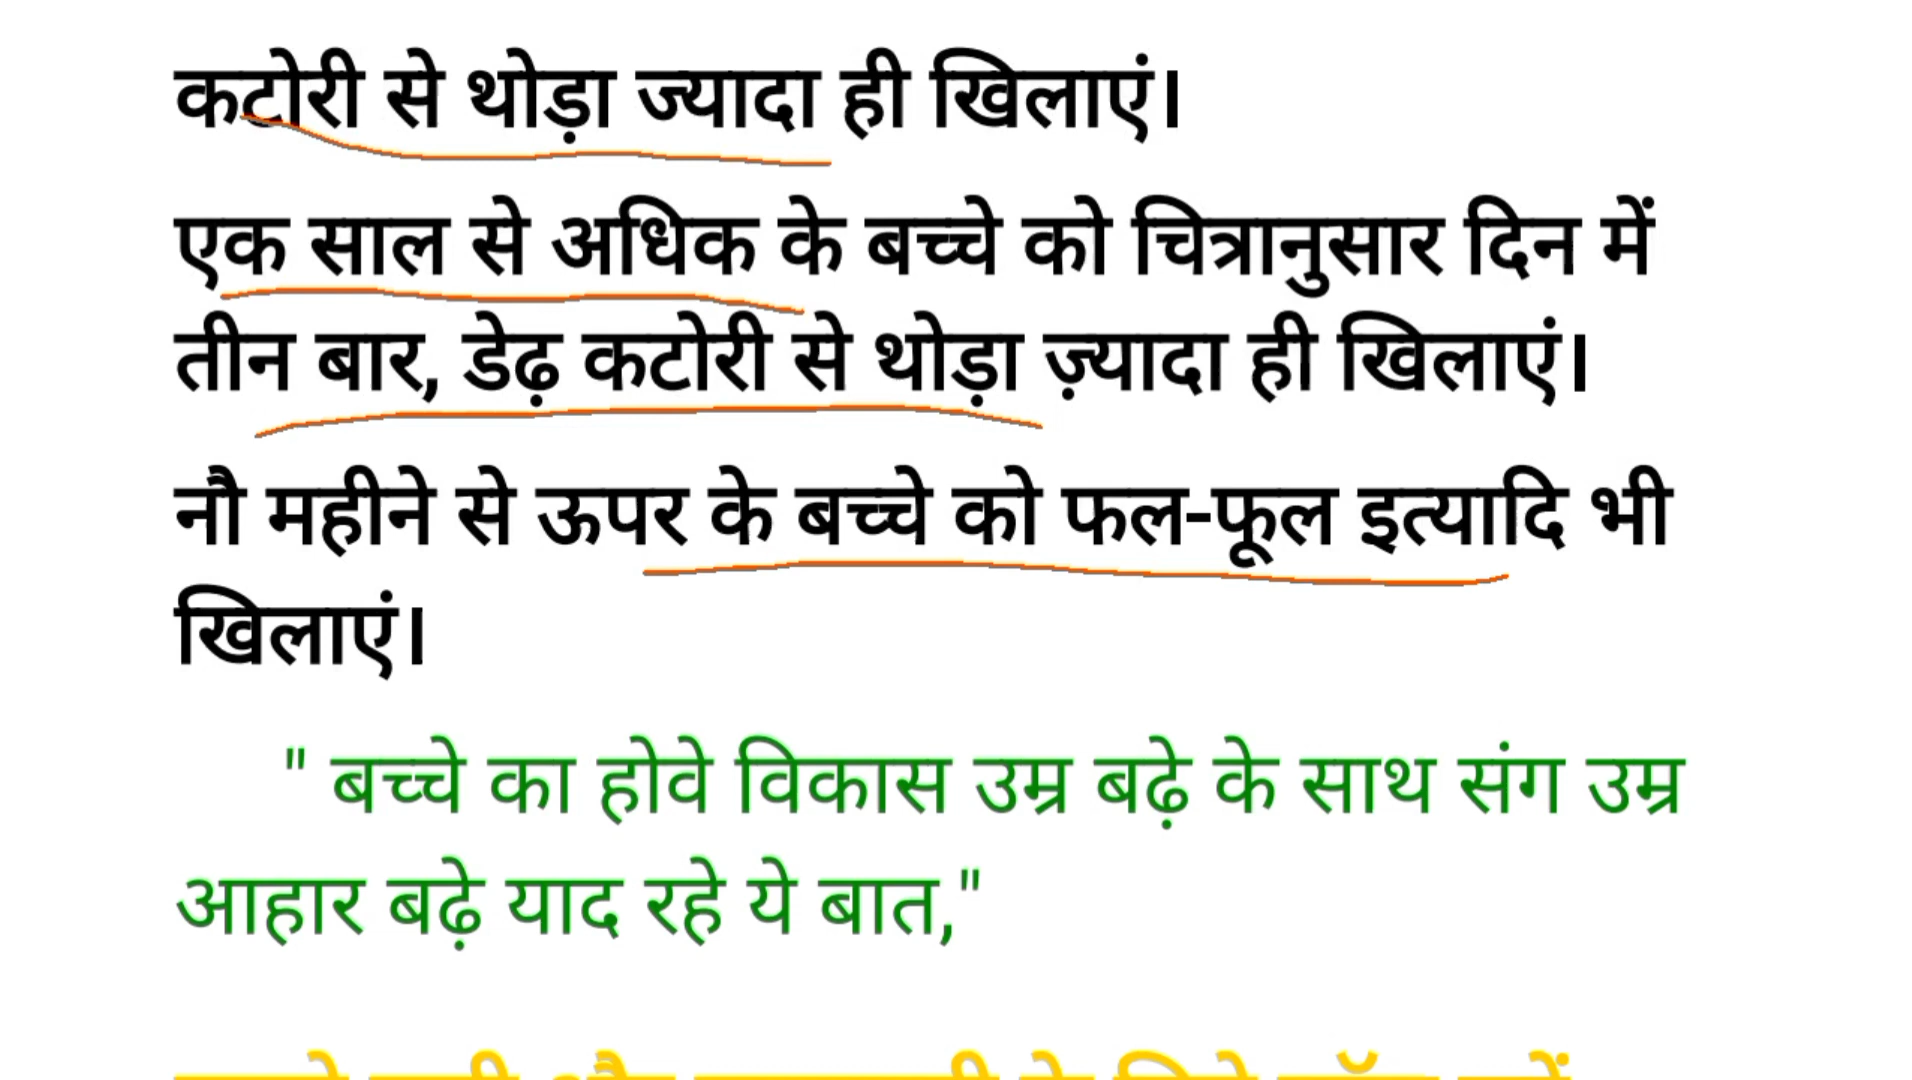 कटोरी से थोड़ा ज्यादा ही खिलाएं।
एक साल से अधिक के बच्चे को चित्रानुसार दिन में
तीन बार, डेढ़ कटोरी से थोड़ा ज़्यादा ही खिलाएं।
नौ महीने से ऊपर के बच्चे को फल-फूल इत्यादि भी
खिलाएं।
" बच्चे का होवे विकास उम्र बढ़े के साथ संग उम्र
आहार बढ़े याद रहे ये बात,"